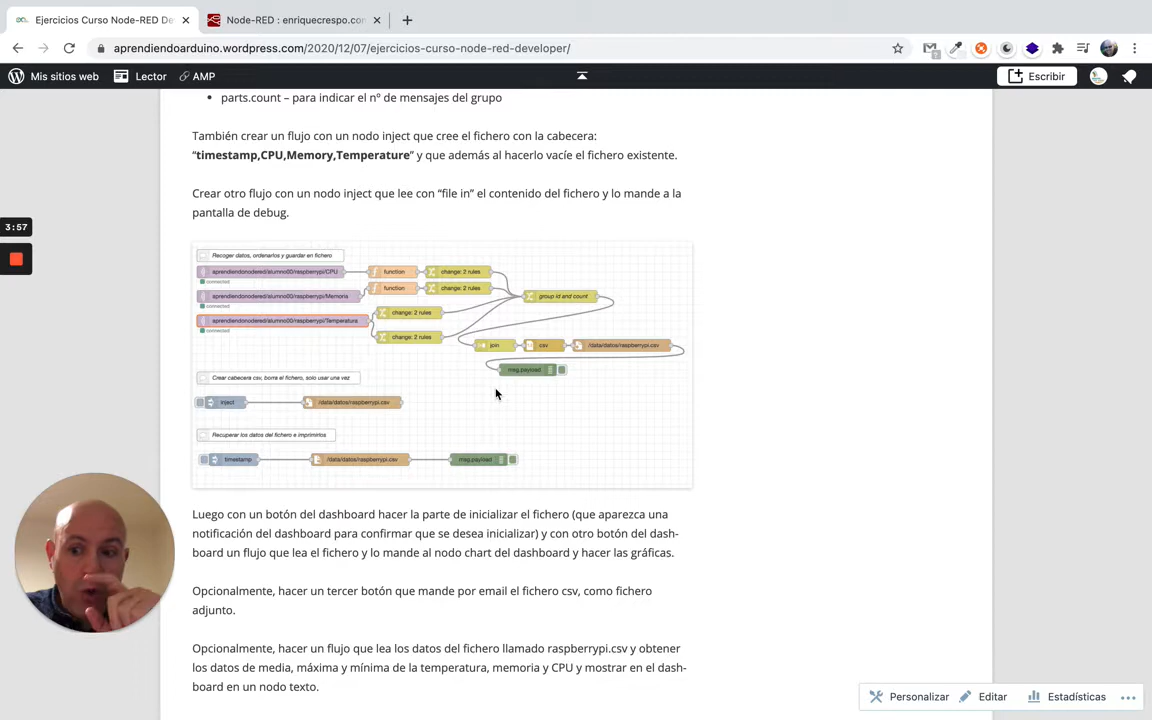 Ejercicios Curso Node-RED De
Node-RED : enriquecrespo.com
aprendiendoarduino.wordpress.com/2020/12/07/ejercicios-curso-node-red-developer/
Mis sitios web
Lector
AMP
Escribir
parts.count – para indicar el nº de mensajes del grupo
También crear un flujo con un nodo inject que cree el fichero con la cabecera:
“timestamp,CPU,Memory,Temperature” y que además al hacerlo vacíe el fichero existente.
Crear otro flujo con un nodo inject que lee con “file in” el contenido del fichero y lo mande a la
pantalla de debug.
3:57
Recoger datos, ordenarlos y guardar en fichero
aprendiendonodered/alumno00/raspberrypi/CPU
function
change: 2 rules
connected
function
change: 2 rules
aprendiendonodered/alumno00/raspberrypi/Memoria
group id and count
connected
change: 2 rules
aprendiendonodered/alumno00/raspberrypi/Temperatura
connected
change: 2 rules
join
csv
/data/datos/raspberrypi.csv
msg.payload
Crear cabecera csv, borra el fichero, solo usar una vez
inject
/data/datos/raspberrypi.csv
Recuperar los datos del fichero e imprimirlos
timestamp
/data/datos/raspberrypi.csv
msg.payload
Luego con un botón del dashboard hacer la parte de inicializar el fichero (que aparezca una
notificación del dashboard para confirmar que se desea inicializar) y con otro botón del dash-
board un flujo que lea el fichero y lo mande al nodo chart del dashboard y hacer las gráficas.
Opcionalmente, hacer un tercer botón que mande por email el fichero csv, como fichero
adjunto.
Opcionalmente, hacer un flujo que lea los datos del fichero llamado raspberrypi.csv y obtener
los datos de media, máxima y mínima de la temperatura, memoria y CPU y mostrar en el dash-
board en un nodo texto.
Personalizar
Editar
Estadísticas